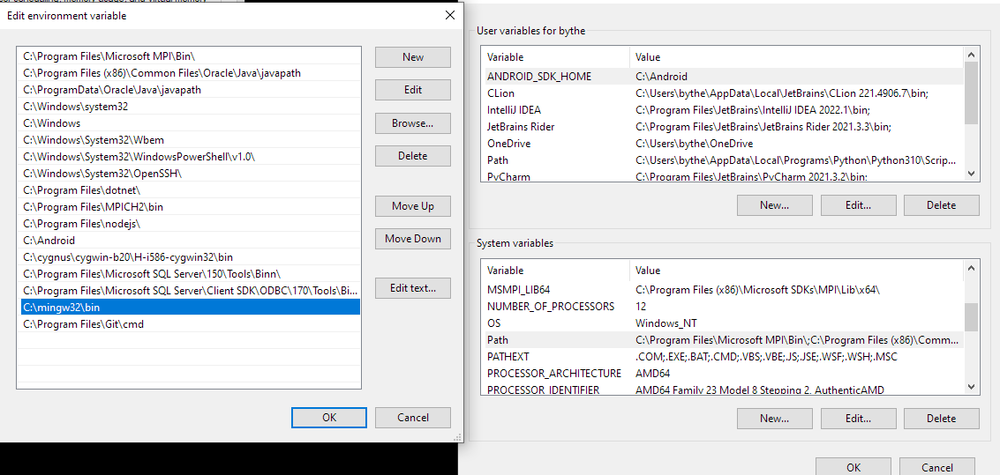 Edit environment variable
C:\Program Files\Microsoft MPI\Bin\
C:\Program Files (x86)\Common Files\Oracle\Java\javapath
C:\ProgramData\Oracle\Java\javapath
C:\Windows\system32
C:\Windows
C:\Windows\System32\Wbem
C:\Windows\System32\WindowsPowerShell\v1.0\
C:\Windows\System32\OpenSSH\
C:\Program Files\dotnet\
C:\Program Files\MPICH2\bin
C:\Program Files\nodejs\
C:\Android
C:\cygnus\cygwin-b20\H-i586-cygwin32\bin
C:\Program Files\Microsoft SQL Server\150\Tools\Binn\
C:\Program Files\Microsoft SQL Server\Client SDK\ODBC\170\Tools\Bi...
C:\mingw32\bin
C:\Program Files\Git\cmd
New
Edit
Browse...
Delete
Move Up
Move Down
Edit text...
OK Cancel
User variables for bythe
Variable Value
ANDROID_SDK_HOME C:\Android
CLion C:\Users\bythe\AppData\Local\JetBrains\CLion 221.4906.7\bin;
IntelliJ IDEA C:\Program Files\JetBrains\IntelliJ IDEA 2022.1\bin;
JetBrains Rider C:\Program Files\JetBrains\JetBrains Rider 2021.3.3\bin;
OneDrive C:\Users\bythe\OneDrive
Path C:\Users\bythe\AppData\Local\Programs\Python\Python310\Scrip...
PyCharm C:\Program Files\JetBrains\PyCharm 2021.3.2\bin;
New... Edit... Delete
System variables
Variable Value
MSMPI_LIB64 C:\Program Files (x86)\Microsoft SDKs\MPI\Lib\x64\
NUMBER_OF_PROCESSORS 12
OS Windows_NT
Path C:\Program Files\Microsoft MPI\Bin\;C:\Program Files (x86)\Comm...
PATHEXT .COM;.EXE;.BAT;.CMD;.VBS;.VBE;.JS;.JSE;.WSF;.WSH;.MSC
PROCESSOR_ARCHITECTURE AMD64
PROCESSOR_IDENTIFIER AMD64 Family 23 Model 8 Stepping 2, AuthenticAMD
New... Edit... Delete
OK Cancel